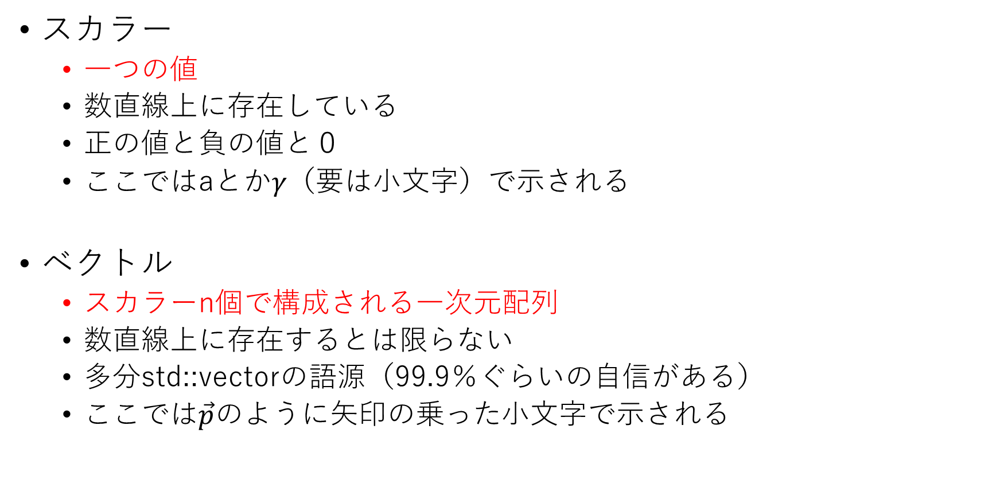 • スカラー
• 一つの値
• 数直線上に存在している
• 正の値と負の値と０
• ここではaとか𝛾（要は小文字）で示される
• ベクトル
• スカラーn個で構成される一次元配列
• 数直線上に存在するとは限らない
• 多分std::vectorの語源（99.9％ぐらいの自信がある）
• ここでは𝑝⃗のように矢印の乗った小文字で示される